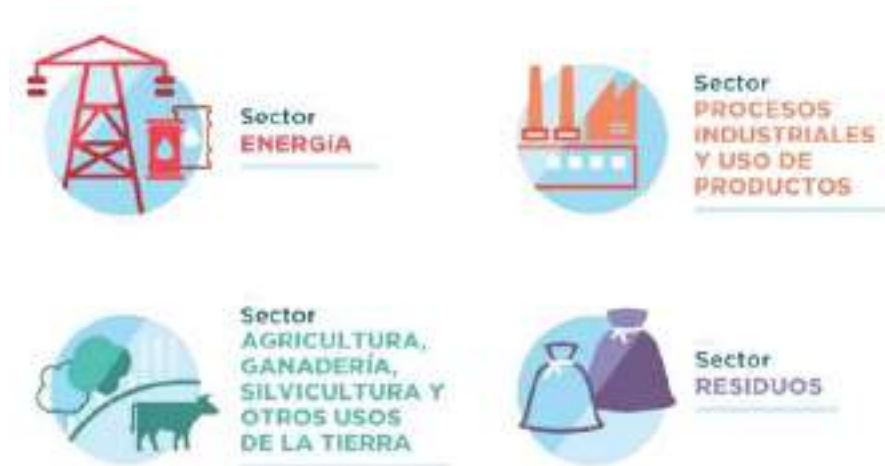 Sector
ENERGÍA
Sector
PROCESOS
INDUSTRIALES
Y USO DE
PRODUCTOS
Sector
AGRICULTURA,
GANADERÍA,
SILVICULTURA Y
OTROS USOS
DE LA TIERRA
Sector
RESIDUOS